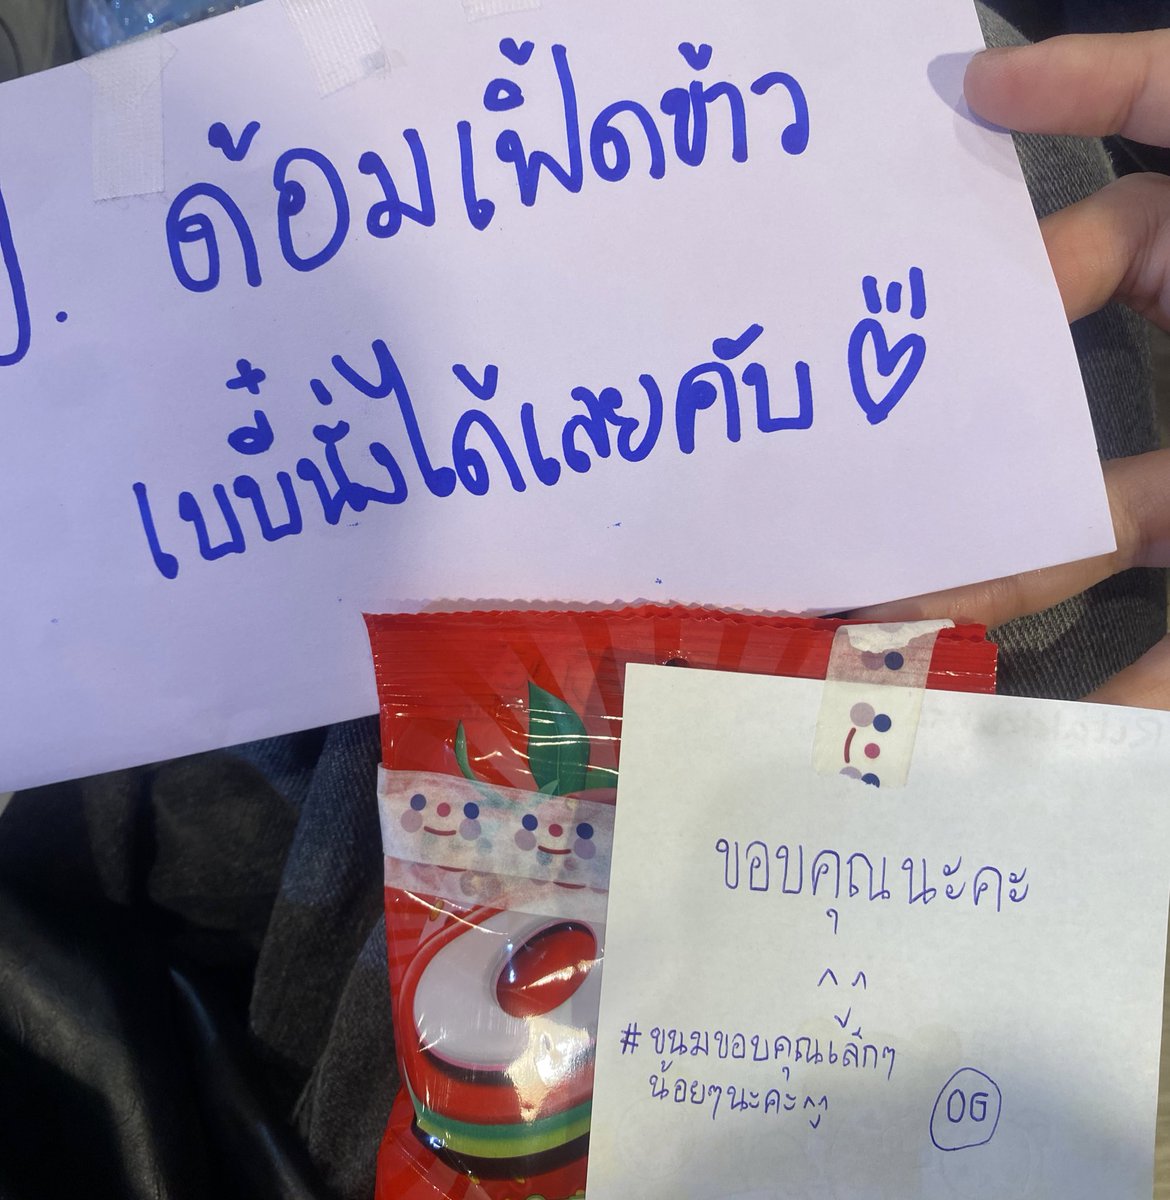 ด้อมเฟิ้ดข้าว
เบบี๋นั่งได้เลยคับ
ขอบคุณนะคะ
#ขนมขอบคุณเล็กๆ
น้อยๆนะคะ
OG